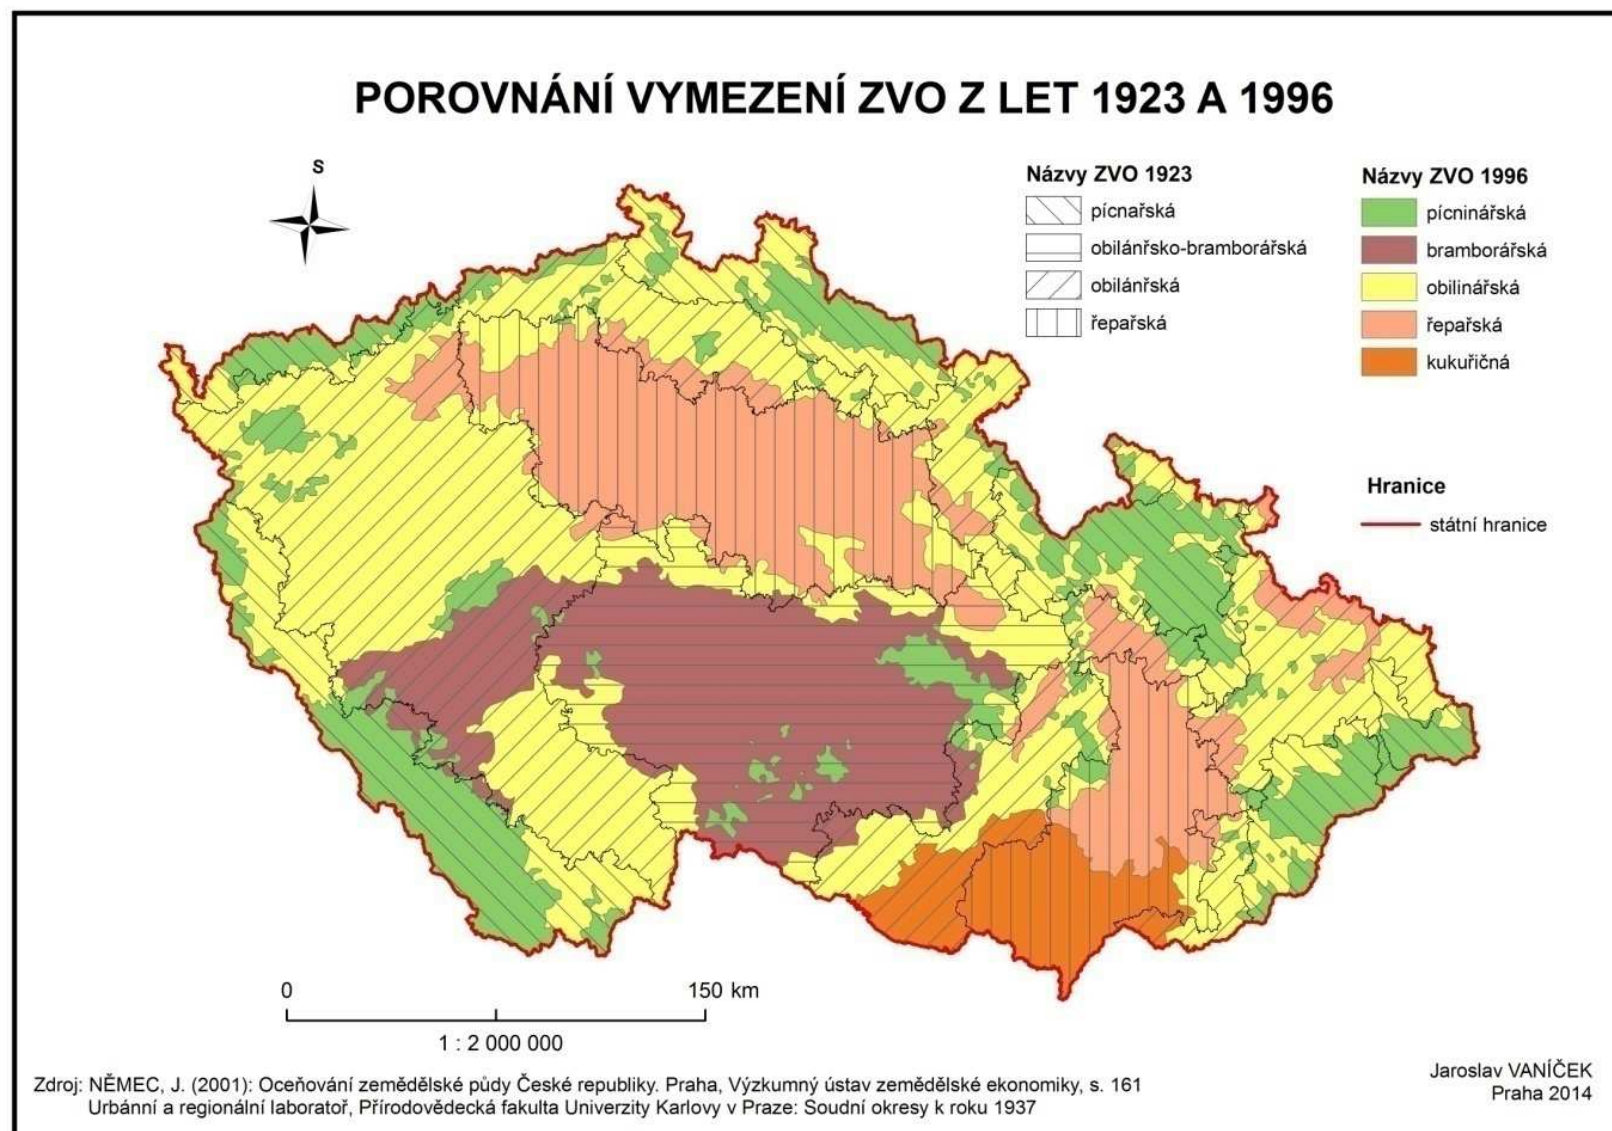 POROVNÁNÍ VYMEZENÍ ZVO Z LET 1923 A 1996
S
Názvy ZVO 1923
pícnařská
obilánřsko-bramborářská
obilánřská
řepařská
Názvy ZVO 1996
pícninářská
bramborářská
obilinářská
řepařská
kukuřičná
Hranice
státní hranice
0 150 km
1 : 2 000 000
Zdroj: NĚMEC, J. (2001): Oceňování zemědělské půdy České republiky. Praha, Výzkumný ústav zemědělské ekonomiky, s. 161
Urbánní a regionální laboratoř, Přírodovědecká fakulta Univerzity Karlovy v Praze: Soudní okresy k roku 1937
Jaroslav VANÍČEK
Praha 2014